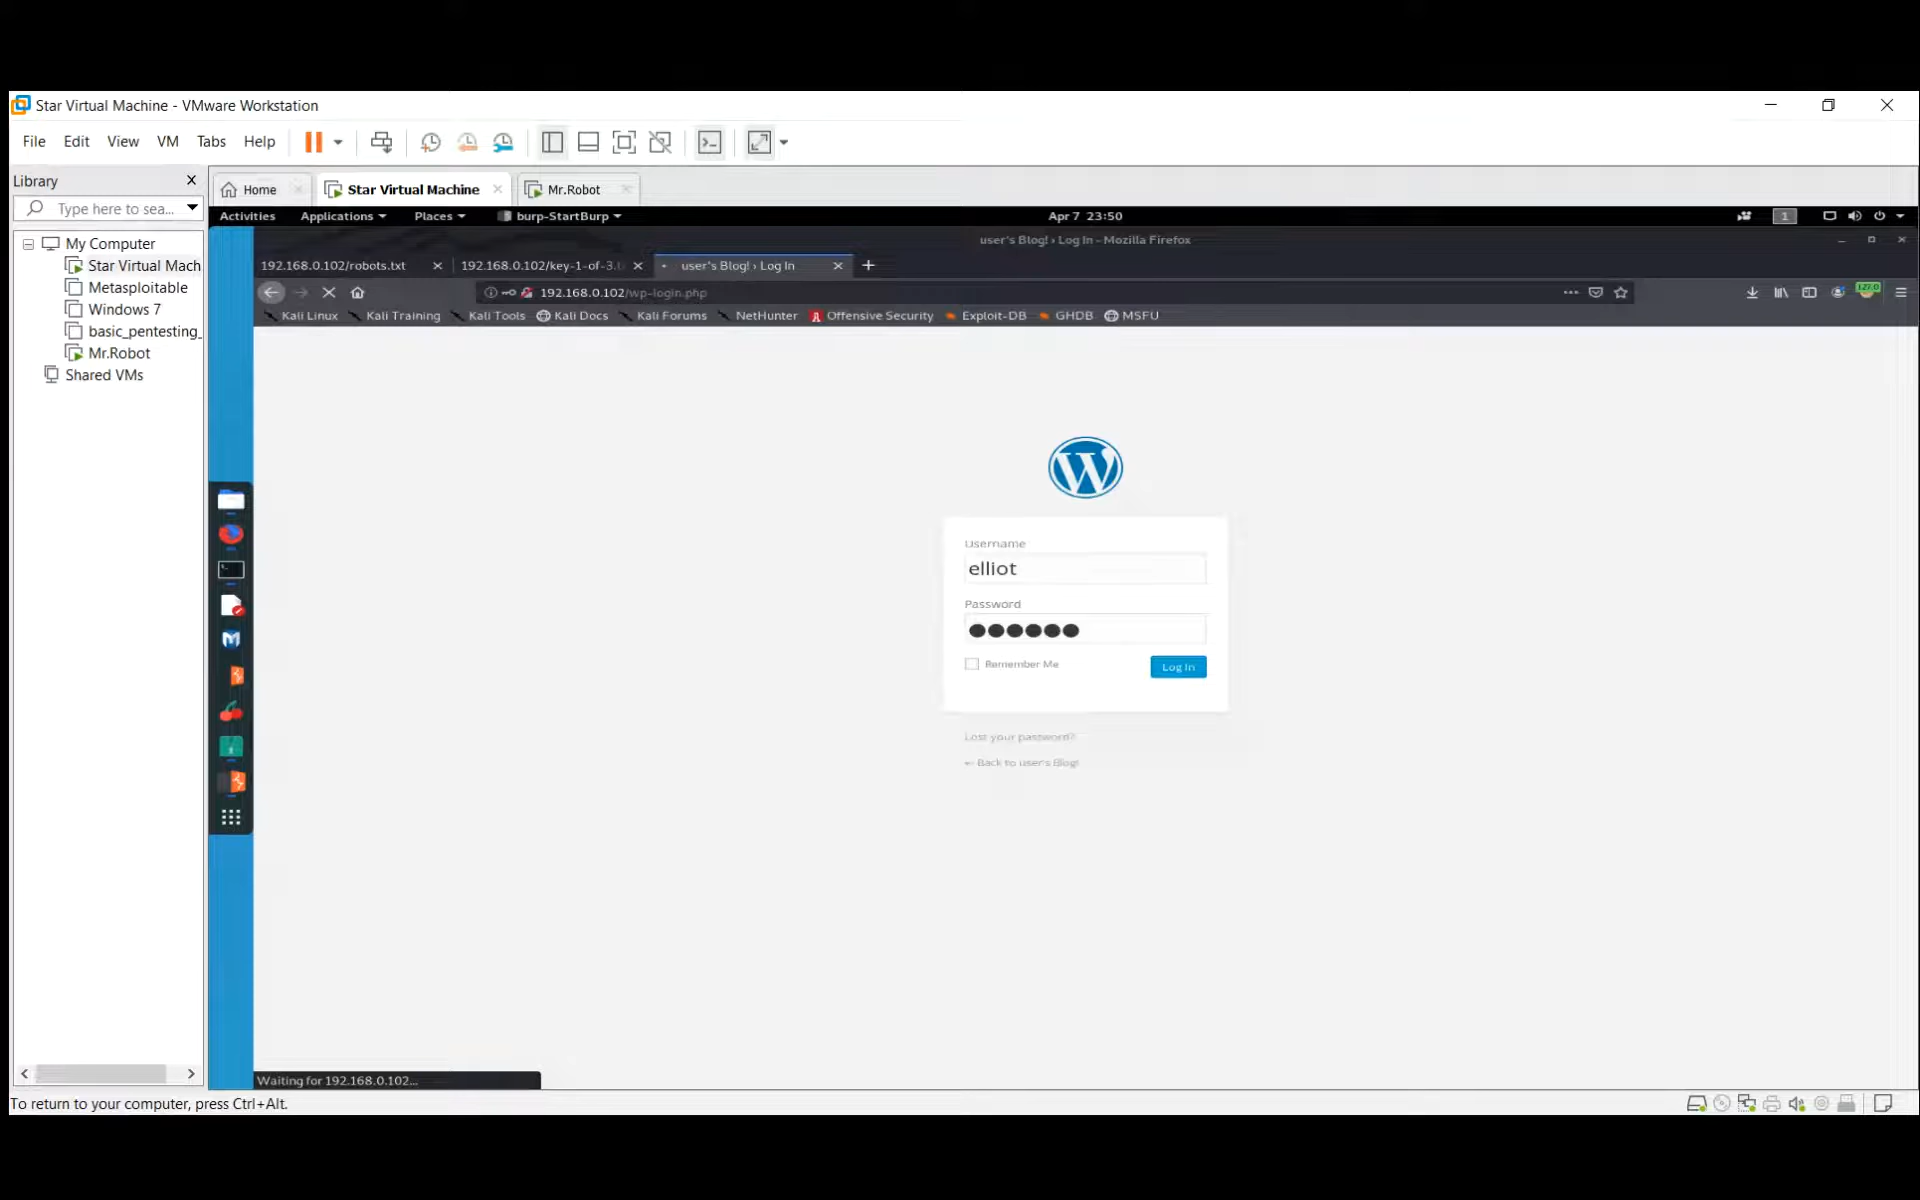 Star Virtual Machine - VMware Workstation
File Edit View VM Tabs Help
Library
Type here to sea...
My Computer
Star Virtual Mach
Metasploitable
Windows 7
basic_pentesting_
Mr.Robot
Shared VMs
Home Star Virtual Machine Mr.Robot
Activities Applications Places burp-StartBurp Apr 7 23:50 1
user's Blog! › Log In - Mozilla Firefox
192.168.0.102/robots.txt 192.168.0.102/key-1-of-3.t user's Blog! › Log In
192.168.0.102/wp-login.php 127.0
Kali Linux Kali Training Kali Tools Kali Docs Kali Forums NetHunter Offensive Security Exploit-DB GHDB MSFU
Username
elliot
Password
Remember Me Log In
Lost your password?
← Back to user's Blog!
Waiting for 192.168.0.102...
To return to your computer, press Ctrl+Alt.